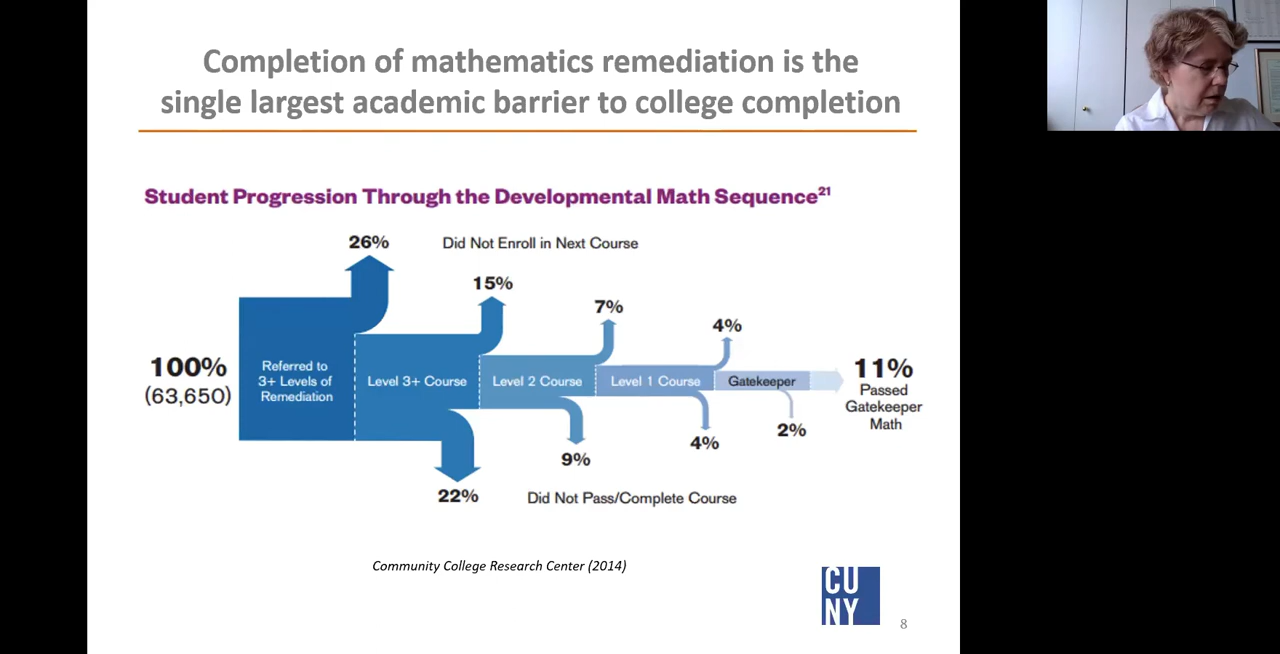 Completion of mathematics remediation is the
single largest academic barrier to college completion
Student Progression Through the Developmental Math Sequence²¹
26%
Did Not Enroll in Next Course
15%
7%
4%
100%
(63,650)
Referred to
3+ Levels of
Remediation
Level 3+ Course
Level 2 Course
Level 1 Course
Gatekeeper
11%
Passed
Gatekeeper
Math
22%
9%
4%
2%
Did Not Pass/Complete Course
Community College Research Center (2014)
CU
NY
8